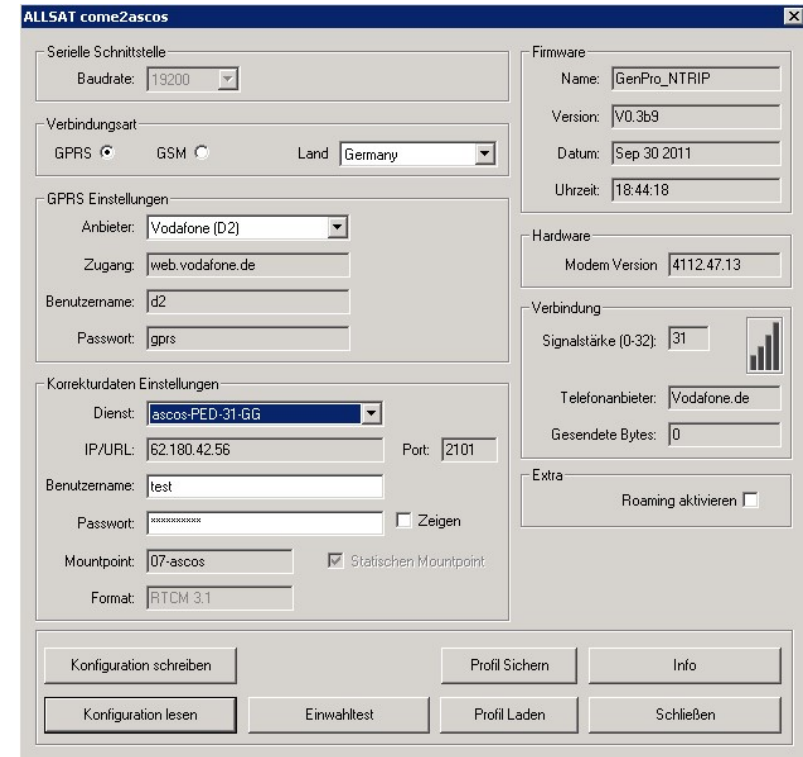 ALLSAT come2ascos
Serielle Schnittstelle
Baudrate: 19200
Verbindungsart
GPRS GSM Land Germany
GPRS Einstellungen
Anbieter: Vodafone (D2)
Zugang: web.vodafone.de
Benutzername: d2
Passwort: gprs
Korrekturdaten Einstellungen
Dienst: ascos-PED-31-GG
IP/URL: 62.180.42.56 Port: 2101
Benutzername: test
Passwort: ********** Zeigen
Mountpoint: 07-ascos Statischen Mountpoint
Format: RTCM 3.1
Firmware
Name: GenPro_NTRIP
Version: V0.3b9
Datum: Sep 30 2011
Uhrzeit: 18:44:18
Hardware
Modem Version 4112.47.13
Verbindung
Signalstärke (0-32): 31
Telefonanbieter: Vodafone.de
Gesendete Bytes: 0
Extra
Roaming aktivieren
Konfiguration schreiben Profil Sichern Info
Konfiguration lesen Einwahltest Profil Laden Schließen